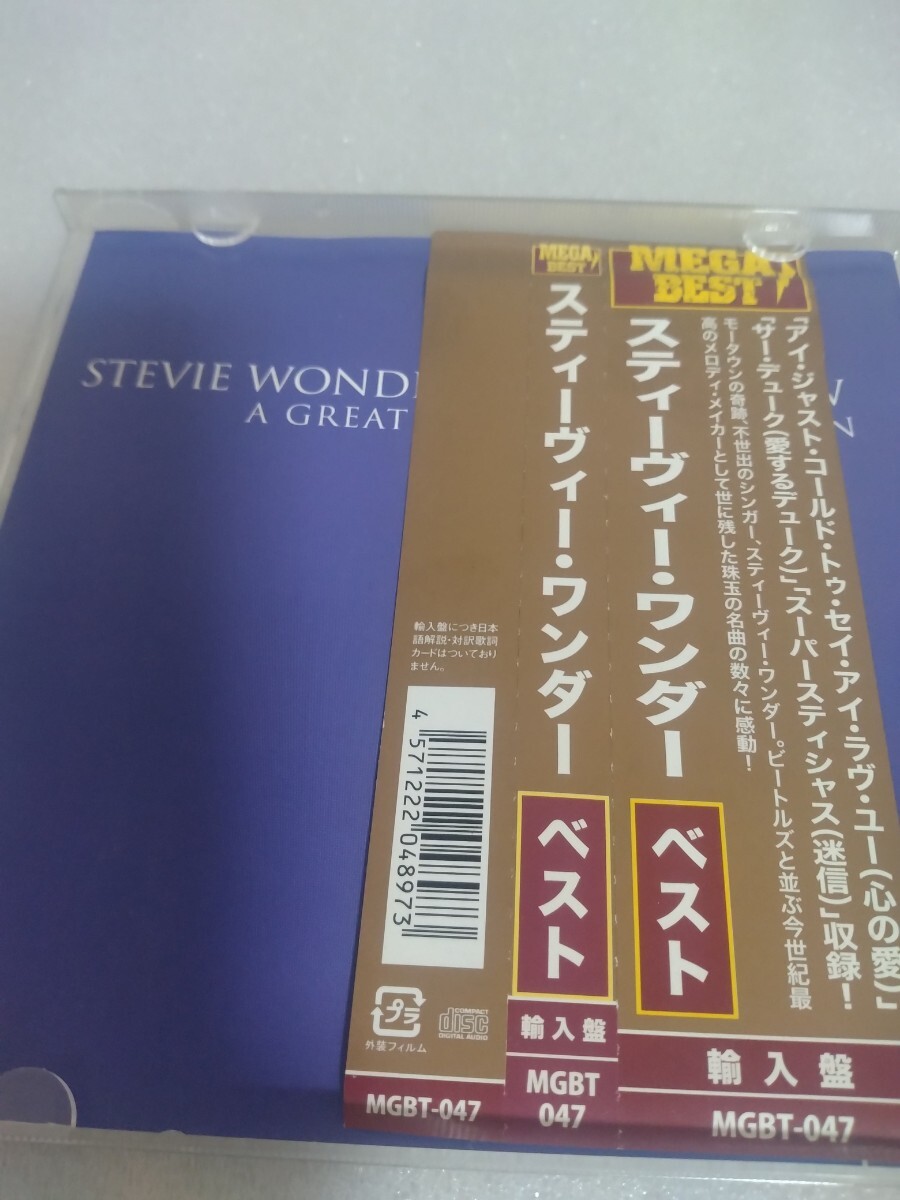 STEVIE WOND
A GREAT
N
MEGA BEST
スティーヴィー・ワンダー
ベスト
輸入盤
MGBT
047
輸入盤につき日本
語解説・対訳歌詞
カードはついており
ません。
4 571222 048973
プラ
外装フィルム
COMPACT
disc
DIGITAL AUDIO
MGBT-047
MEGA
BEST
スティーヴィー・ワンダー
ベスト
「アイ・ジャスト・コールド・トゥ・セイ・アイ・ラヴ・ユー(心の愛)」
「サー・デューク(愛するデューク)」「スーパースティシャス(迷信)」収録!
モータウンの奇跡、不世出のシンガー、スティーヴィー・ワンダー。ビートルズと並ぶ今世紀最
高のメロディ・メイカーとして世に残した珠玉の名曲の数々に感動!
輸入盤
MGBT-047